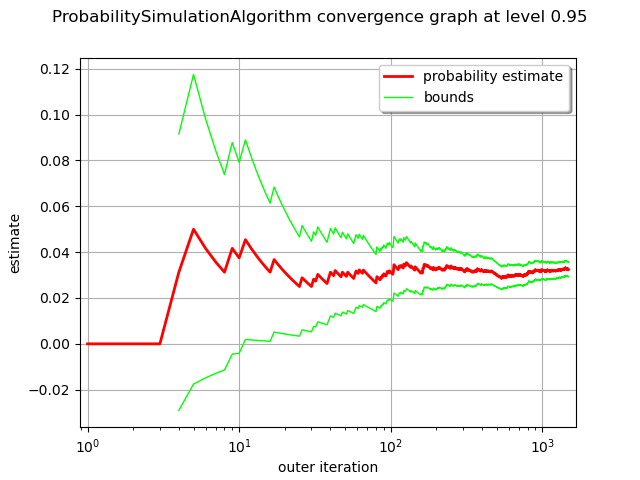 ProbabilitySimulationAlgorithm convergence graph at level 0.95
probability estimate
bounds
0.12
0.10
0.08
0.06
0.04
0.02
0.00
−0.02
estimate
10⁰
10¹
10²
10³
outer iteration